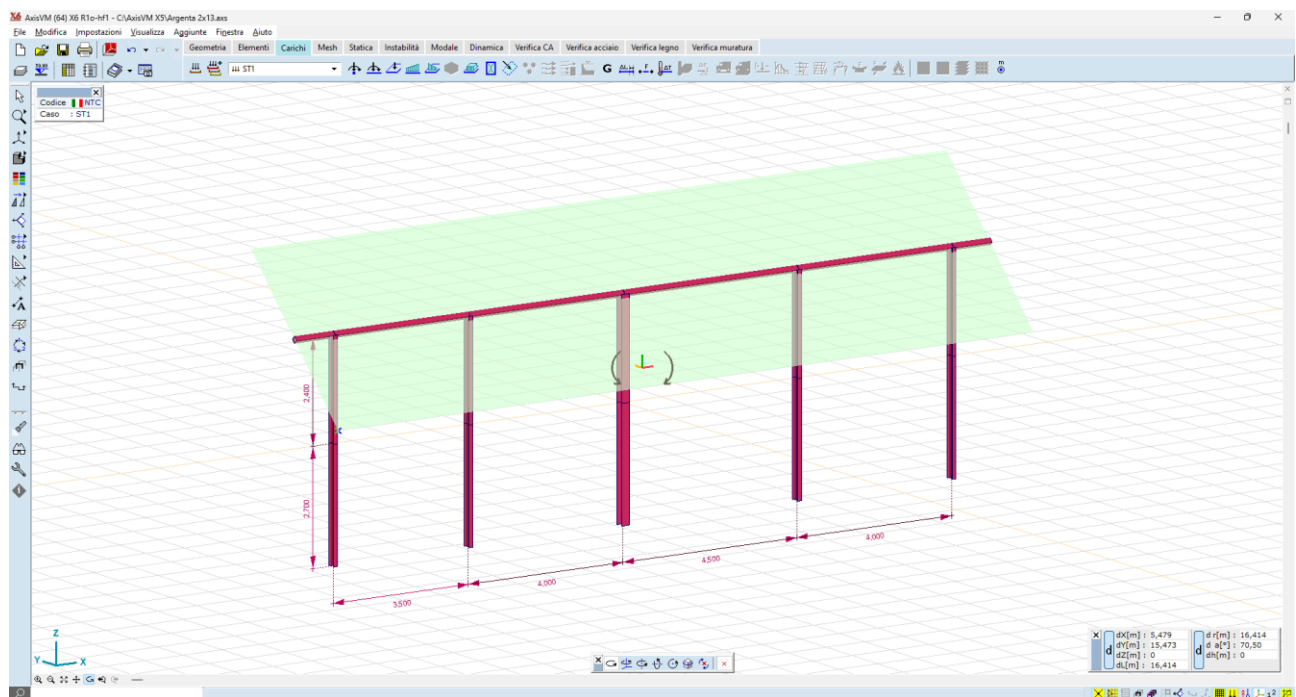 X6 AxisVM (64) X6 R1o-hf1 - C:\AxisVM X5\Argenta 2x13.axs
File Modifica Impostazioni Visualizza Aggiunte Finestra Aiuto
Geometria Elementi Carichi Mesh Statica Instabilità Modale Dinamica Verifica CA Verifica acciaio Verifica legno Verifica muratura
ST1
Codice NTC
Caso : ST1
2,400
2,700
3,500
4,000
4,500
4,000
Z
Y X
d
dX[m] : 5,479
dY[m] : 15,473
dZ[m] : 0
dL[m] : 16,414
d
d r[m] : 16,414
d a[°] : 70,50
dh[m] : 0